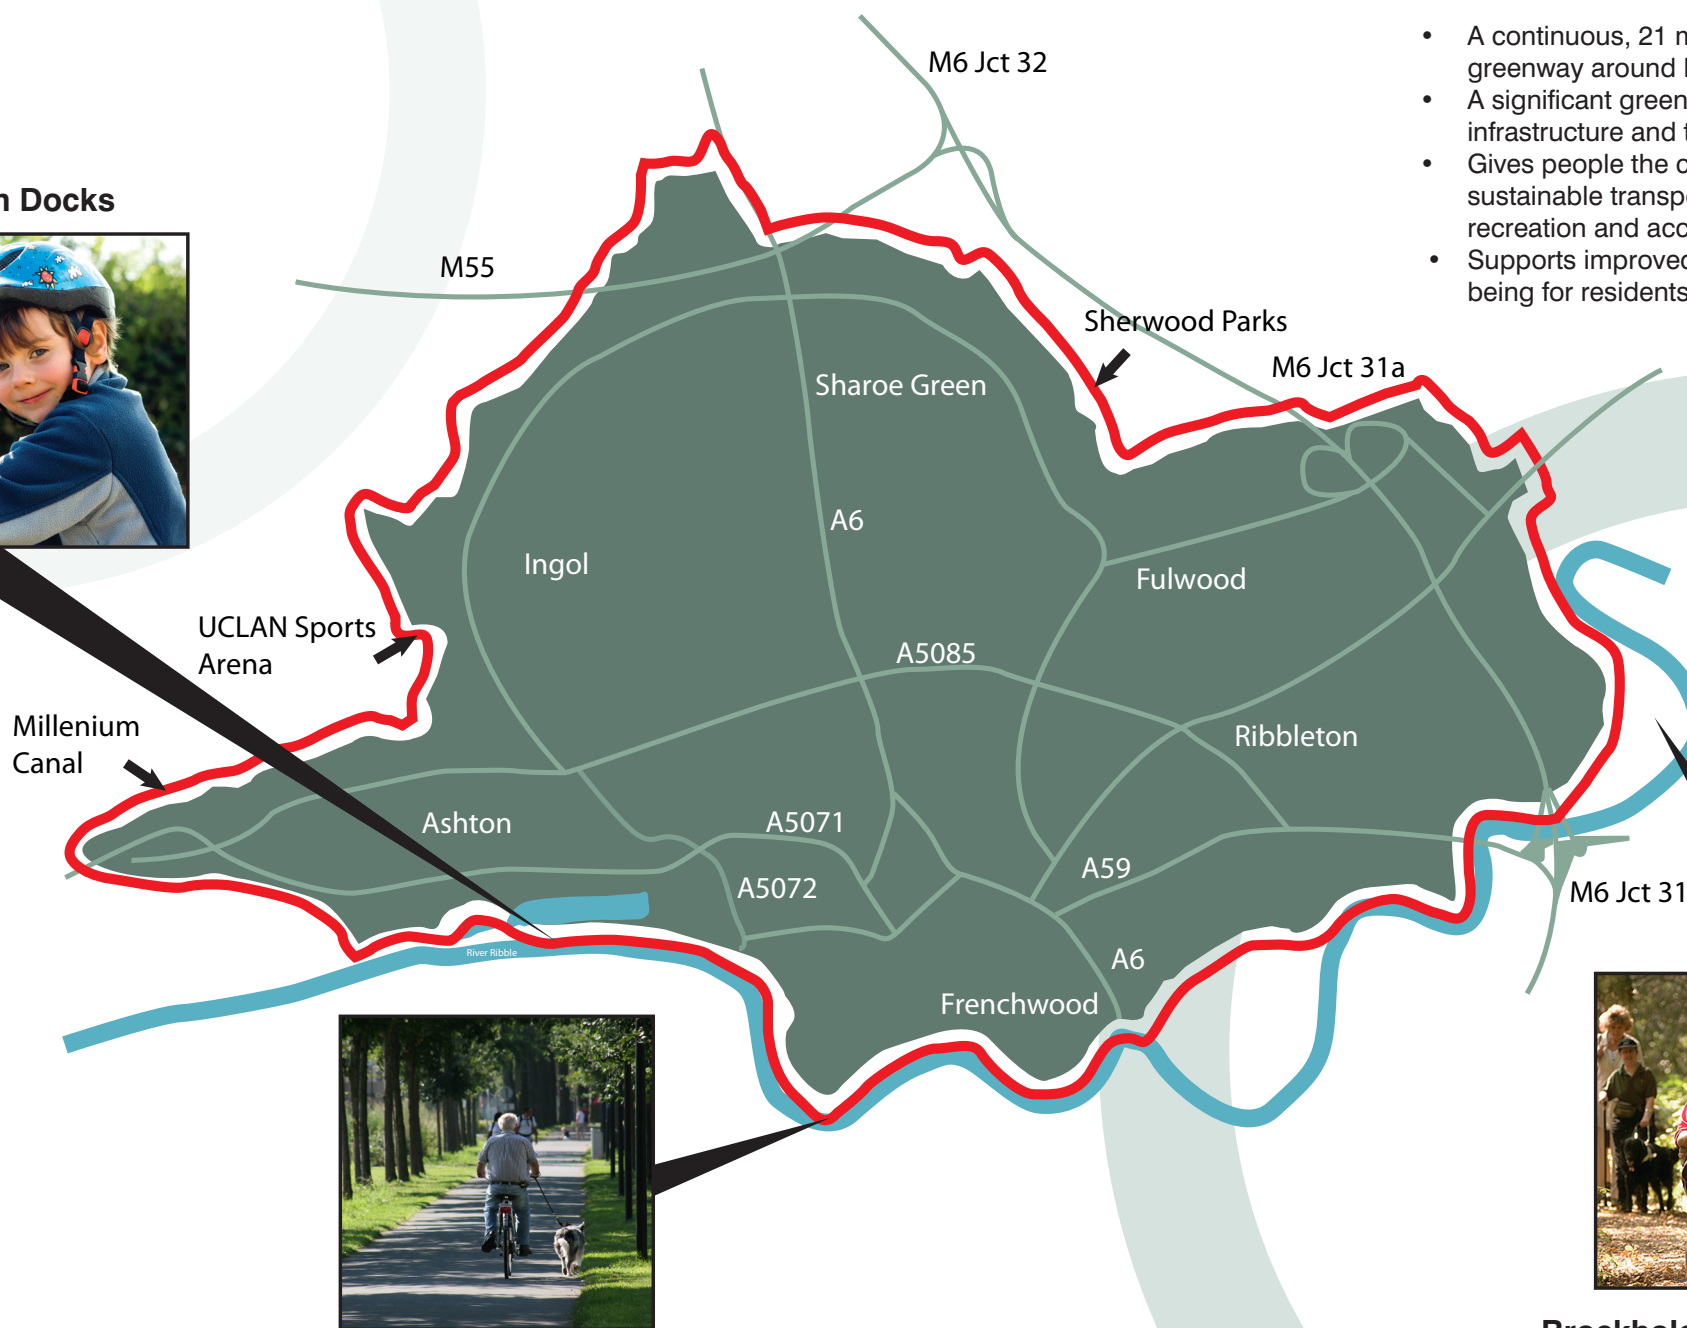 M6 Jct 32
• A continuous, 21 m
greenway around
• A significant green
infrastructure and
• Gives people the
sustainable transp
recreation and acc
• Supports improved
being for residents
Docks
M55
Sherwood Parks
M6 Jct 31a
Sharoe Green
A6
Ingol
Fulwood
UCLAN Sports
Arena
A5085
Millenium
Canal
Ribbleton
Ashton
A5071
A59
A5072
M6 Jct 31
River Ribble
A6
Frenchwood